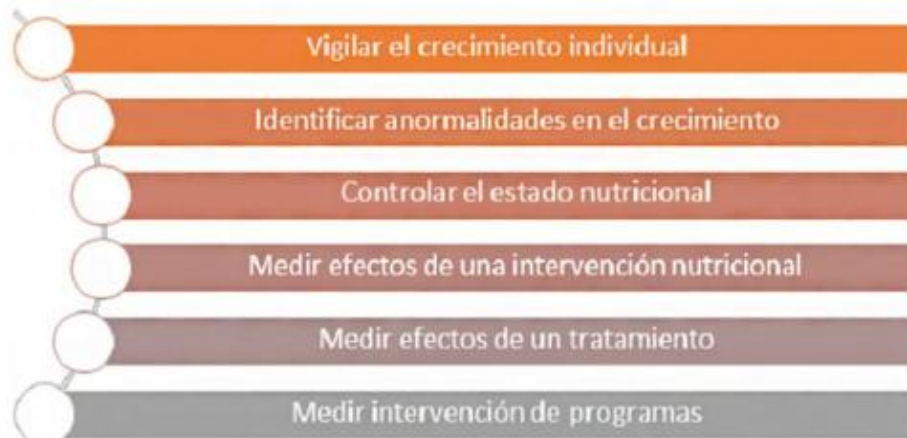 Vigilar el crecimiento individual
Identificar anormalidades en el crecimiento
Controlar el estado nutricional
Medir efectos de una intervención nutricional
Medir efectos de un tratamiento
Medir intervención de programas